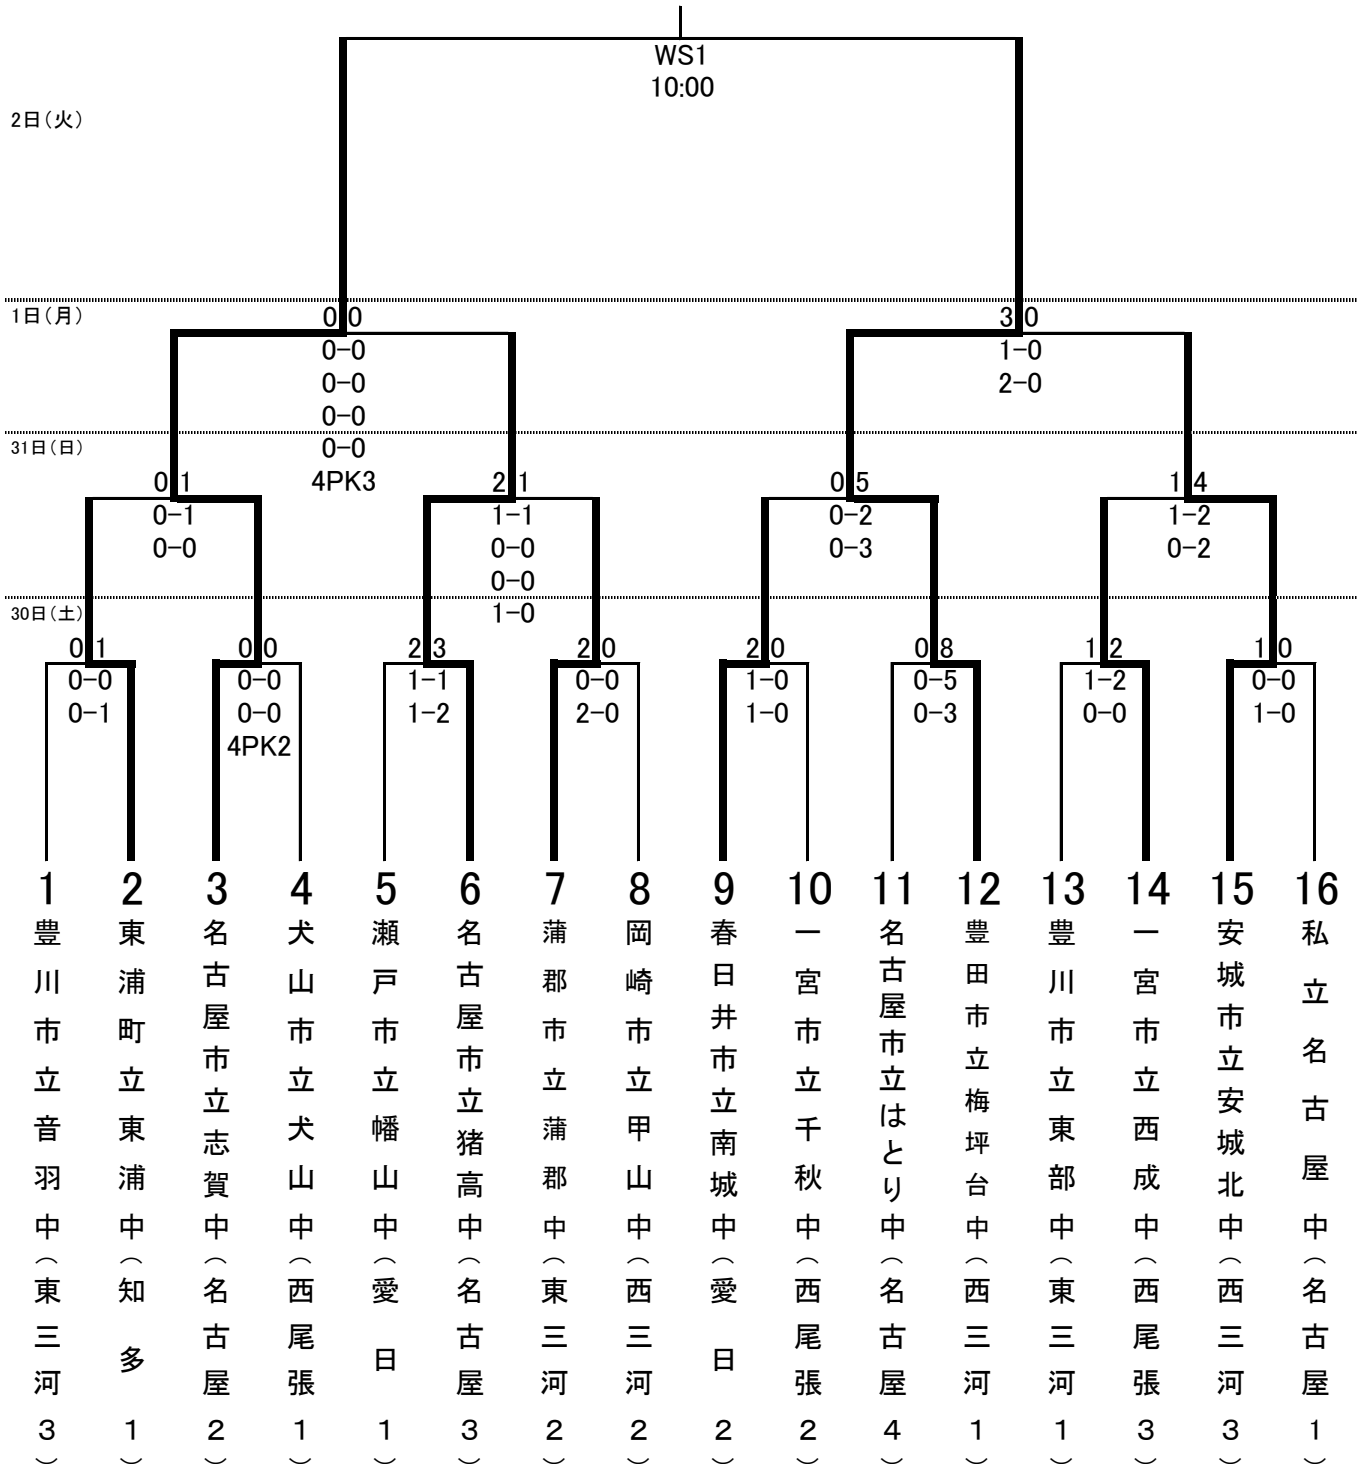 WS1
10:00
2日(火)
1日(月)
0 0
3 0
0-0
1-0
0-0
2-0
0-0
31日(日)
0-0
4PK3
0 1
2 1
0 5
1 4
0-1
1-1
0-2
1-2
0-0
0-0
0-3
0-2
0-0
30日(土)
1-0
0 1
0 0
2 3
2 0
2 0
0 8
1 2
1 0
0-0
0-0
1-1
0-0
1-0
0-5
1-2
0-0
0-1
0-0
1-2
2-0
1-0
0-3
0-0
1-0
4PK2
1
2
3
4
5
6
7
8
9
10
11
12
13
14
15
16
豊川市立音羽中(東三河3)
東浦町立東浦中(知多1)
名古屋市立志賀中(名古屋2)
犬山市立犬山中(西尾張1)
瀬戸市立幡山中(愛日1)
名古屋市立猪高中(名古屋3)
蒲郡市立蒲郡中(東三河2)
岡崎市立甲山中(西三河2)
春日井市立南城中(愛日2)
一宮市立千秋中(西尾張2)
名古屋市立はとり中(名古屋4)
豊田市立梅坪台中(西三河1)
豊川市立東部中(東三河1)
一宮市立西成中(西尾張3)
安城市立安城北中(西三河3)
私立名古屋中(名古屋1)